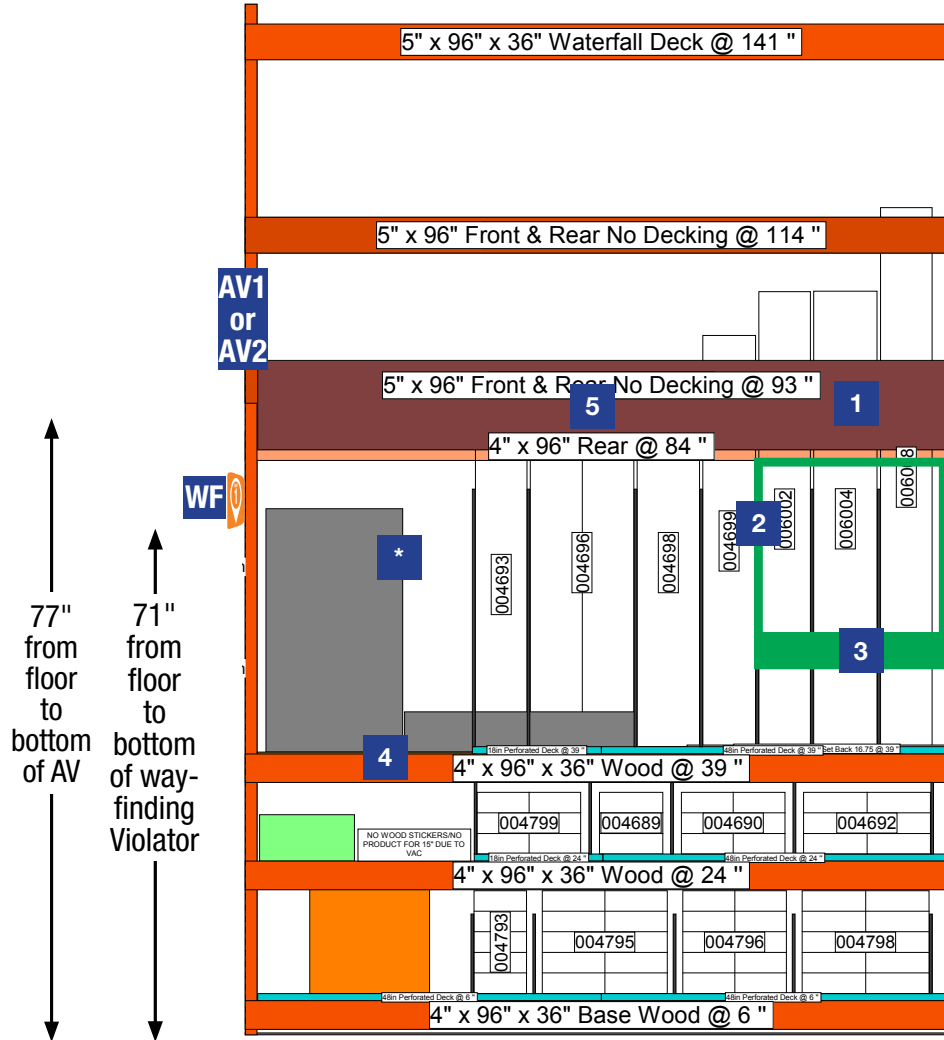 5" x 96" x 36" Waterfall Deck @ 141 "
5" x 96" Front & Rear No Decking @ 114 "
AV1
or
AV2
5" x 96" Front & Rear No Decking @ 93 "
1
5
4" x 96" Rear @ 84 "
WF
1
2
*
004693
004696
004698
004699
006002
006004
006008
3
77"
from
floor
to
bottom
of AV
71"
from
floor
to
bottom
of way-
finding
Violator
4
18in Perforated Deck @ 39 "
48in Perforated Deck @ 39 "
Set Back 16.75 @ 39 "
4" x 96" x 36" Wood @ 39 "
004799
004689
004690
004692
NO WOOD STICKERS/NO
PRODUCT FOR 15" DUE TO
VAC
18in Perforated Deck @ 24 "
48in Perforated Deck @ 24 "
4" x 96" x 36" Wood @ 24 "
004793
004795
004796
004798
48in Perforated Deck @ 6 "
48in Perforated Deck @ 6 "
4" x 96" x 36" Base Wood @ 6 "